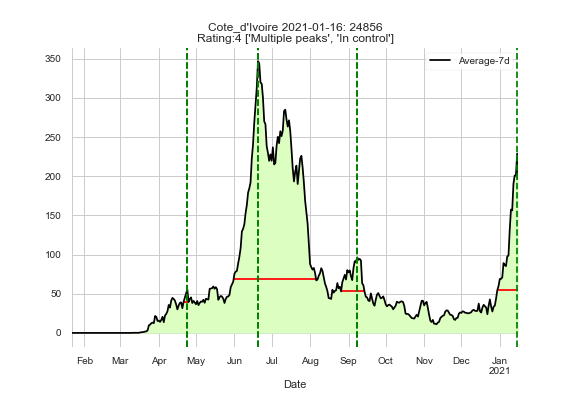 Cote_d'Ivoire 2021-01-16: 24856
Rating:4 ['Multiple peaks', 'In control']
Average-7d
350
300
250
200
150
100
50
0
Feb Mar Apr May Jun Jul Aug Sep Oct Nov Dec Jan
2021
Date